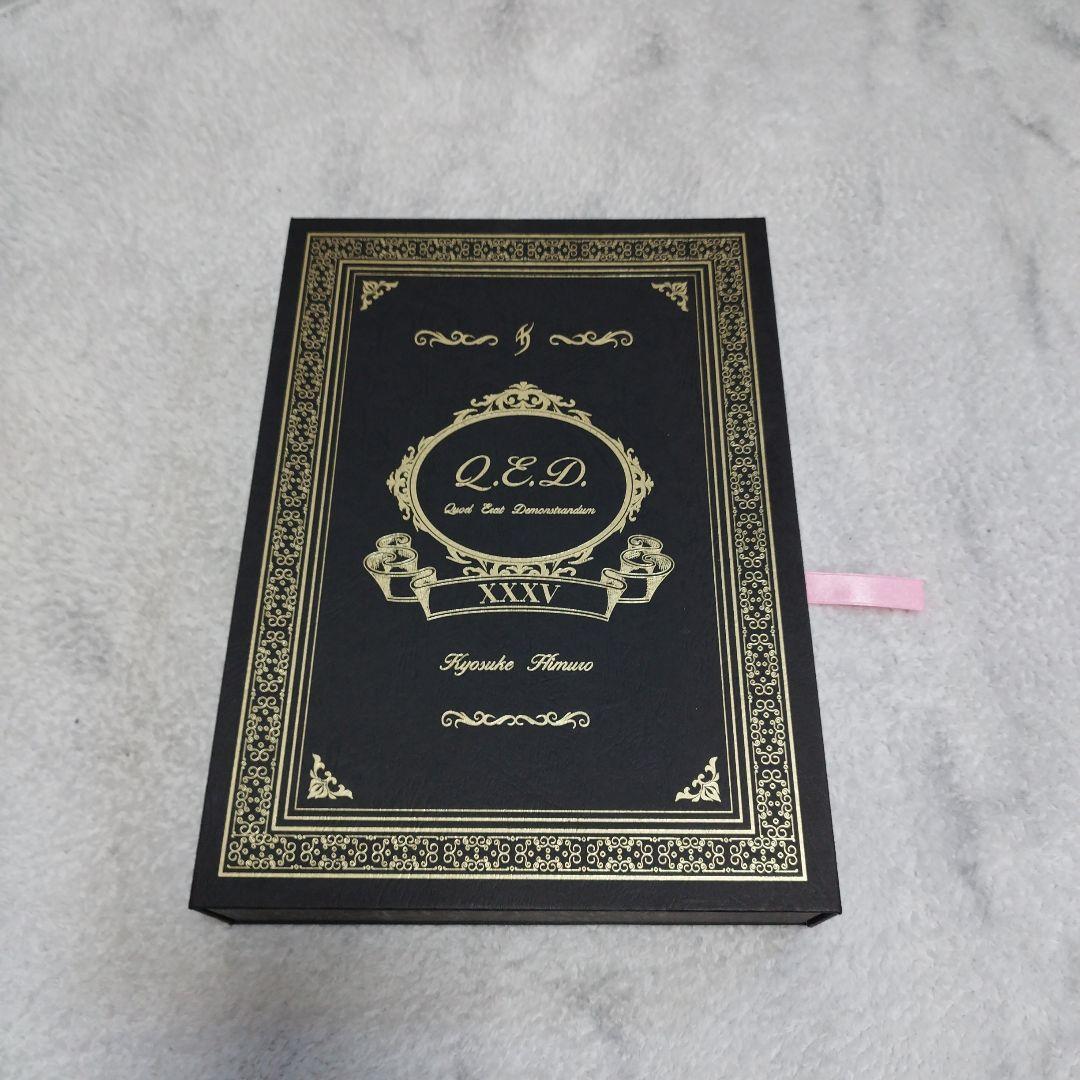 Q.E.D.
Quod Erat Demonstrandum
XXXV
Kyosuke Himuro